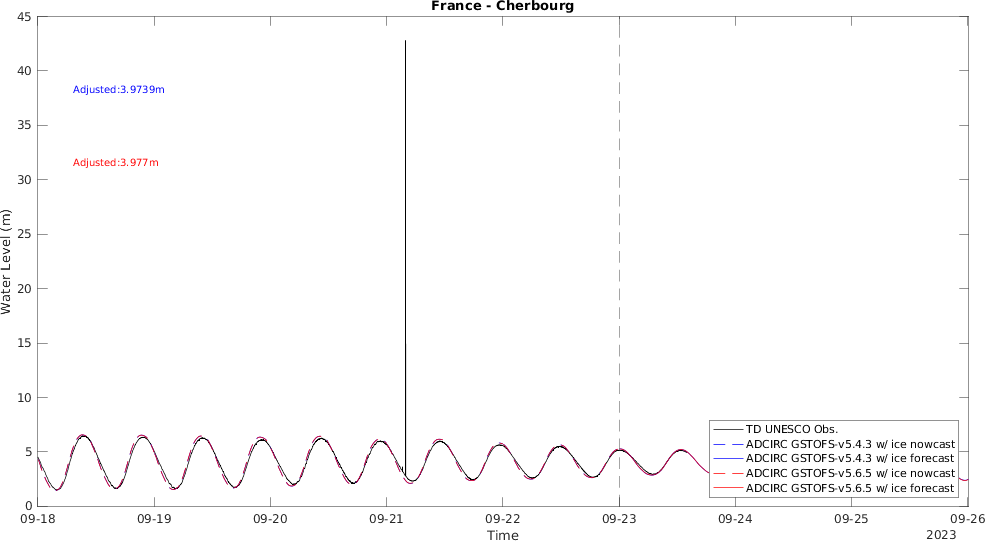 France - Cherbourg
45
40
35
30
25
20
15
10
5
0
Water Level (m)
Adjusted:3.9739m
Adjusted:3.977m
TD UNESCO Obs.
ADCIRC GSTOFS-v5.4.3 w/ ice nowcast
ADCIRC GSTOFS-v5.4.3 w/ ice forecast
ADCIRC GSTOFS-v5.6.5 w/ ice nowcast
ADCIRC GSTOFS-v5.6.5 w/ ice forecast
09-18 09-19 09-20 09-21 09-22 09-23 09-24 09-25 09-26
Time
2023